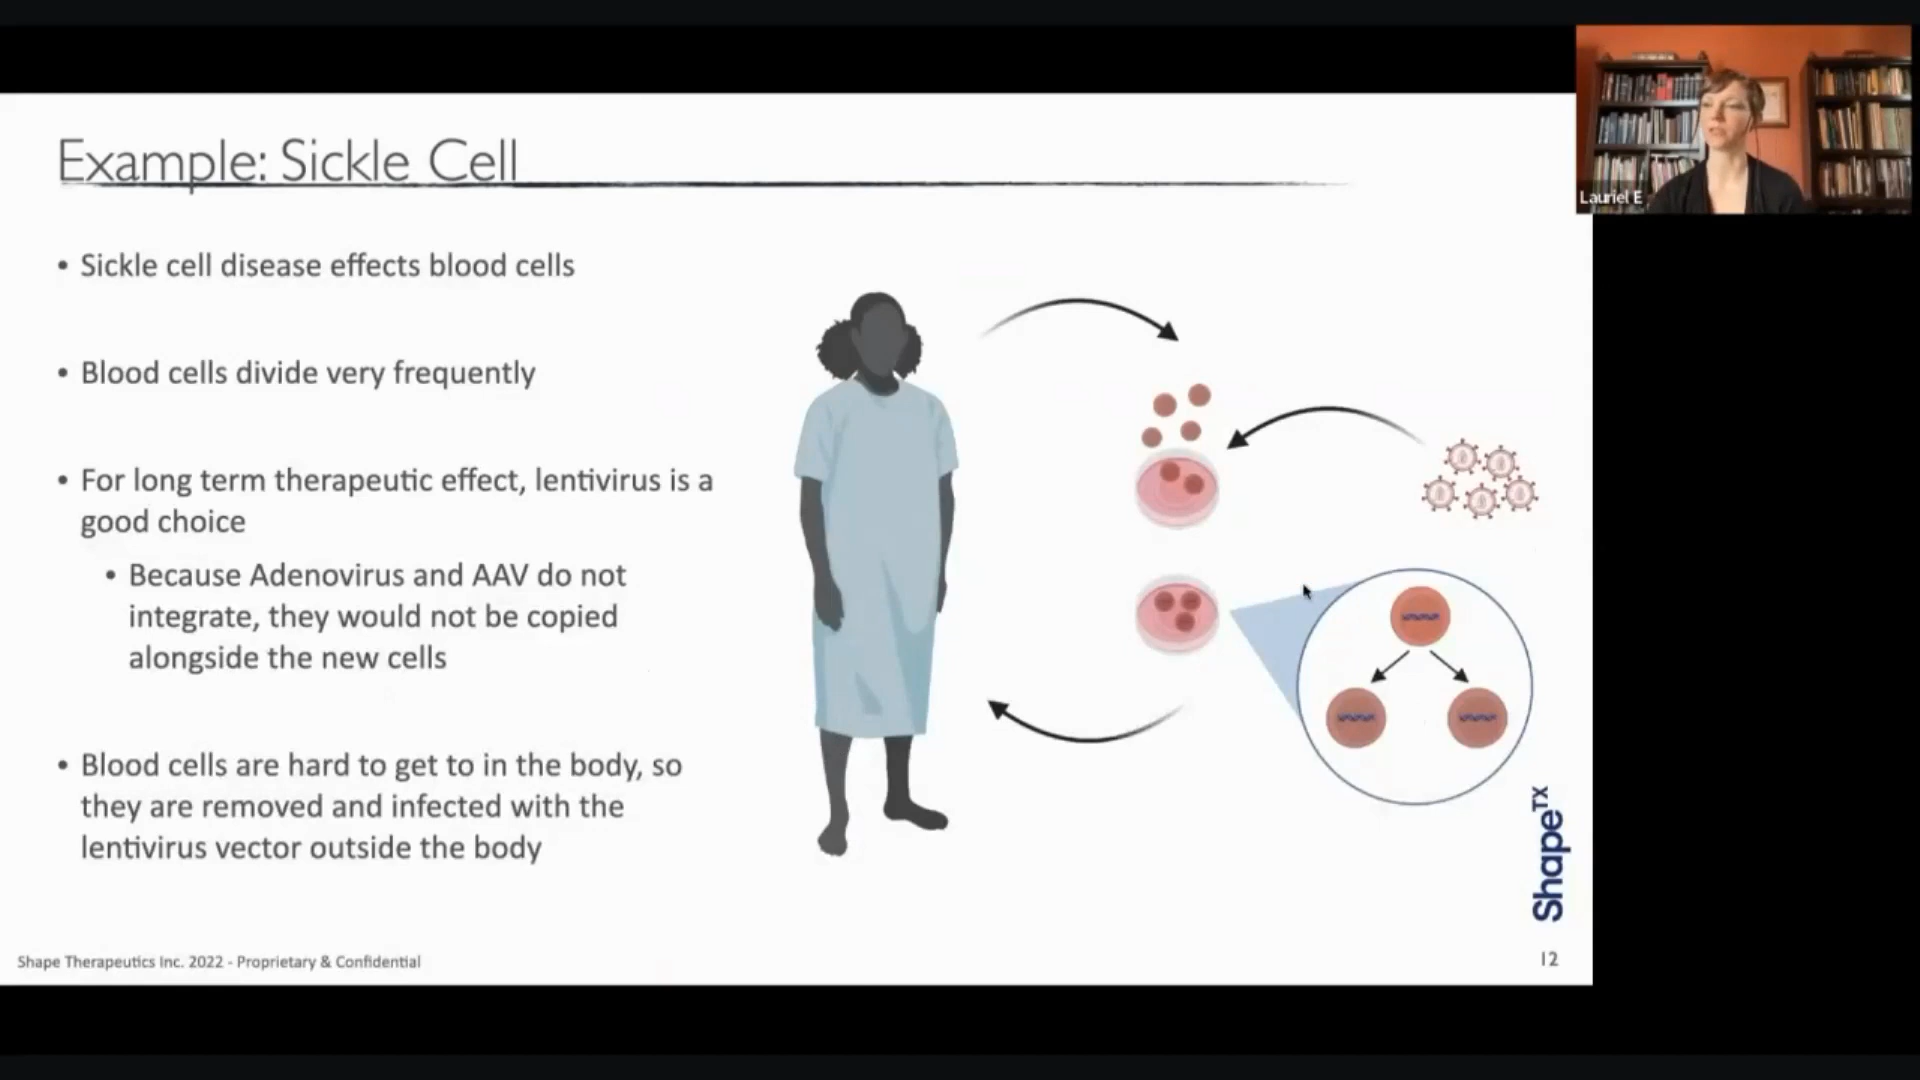 Lauriel E
Example: Sickle Cell
• Sickle cell disease effects blood cells
• Blood cells divide very frequently
• For long term therapeutic effect, lentivirus is a
good choice
• Because Adenovirus and AAV do not
integrate, they would not be copied
alongside the new cells
• Blood cells are hard to get to in the body, so
they are removed and infected with the
lentivirus vector outside the body
ShapeTX
Shape Therapeutics Inc. 2022 - Proprietary & Confidential
12